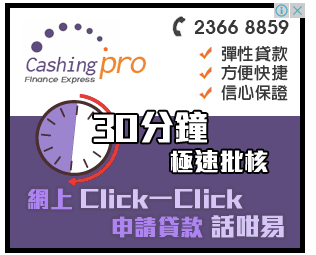 2366 8859
Cashing pro
Finance Express
彈性貸款
方便快捷
信心保證
30分鐘
極速批核
網上 Click一Click
申請貸款 話咁易